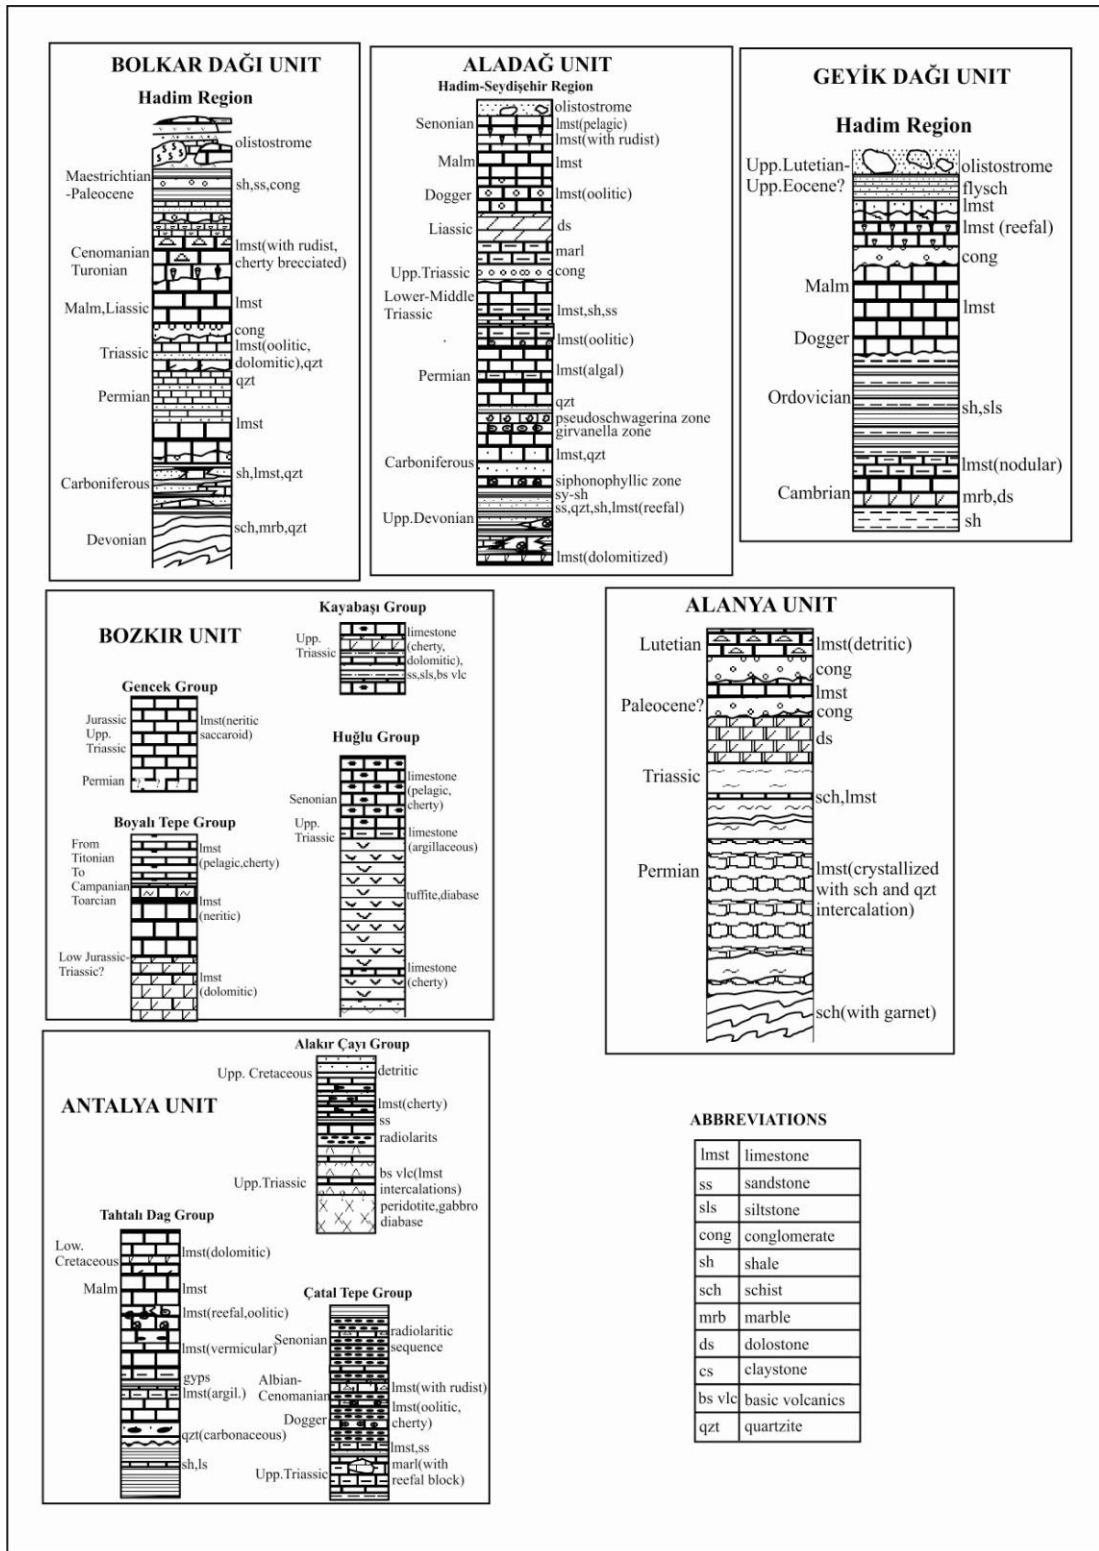 BOLKAR DAĞI UNIT
Hadim Region
olistostrome
Maestrichtian
-Paleocene
sh,ss,cong
Cenomanian
Turonian
lmst(with rudist,
cherty brecciated)
Malm,Liassic
lmst
cong
Triassic
lmst(oolitic,
dolomitic),qzt
qzt
Permian
lmst
Carboniferous
sh,lmst,qzt
sch,mrb,qzt
Devonian
ALADAĞ UNIT
Hadim-Seydişehir Region
olistostrome
Senonian
lmst(pelagic)
lmst(with rudist)
Malm
lmst
Dogger
lmst(oolitic)
Liassic
ds
marl
Upp.Triassic
cong
Lower-Middle
Triassic
lmst,sh,ss
lmst(oolitic)
Permian
lmst(algal)
qzt
pseudoschwagerina zone
girvanella zone
Carboniferous
lmst,qzt
siphonophyllic zone
sy-sh
Upp.Devonian
ss,qzt,sh,lmst(reefal)
lmst(dolomitized)
GEYİK DAĞI UNIT
Hadim Region
Upp.Lutetian-
Upp.Eocene?
olistostrome
flysch
lmst
lmst (reefal)
cong
Malm
lmst
Dogger
Ordovician
sh,sls
lmst(nodular)
Cambrian
mrb,ds
sh
BOZKIR UNIT
Kayabaşı Group
Upp.
Triassic
limestone
(cherty,
dolomitic),
ss,sls,bs vlc
Gencek Group
Jurassic
Upp.
Triassic
lmst(neritic
saccaroid)
Permian
? ? ?
Huğlu Group
limestone
(pelagic,
cherty)
Senonian
Upp.
Triassic
limestone
(argillaceous)
tuffite,diabase
limestone
(cherty)
Boyalı Tepe Group
From
Titonian
To
Campanian
Toarcian
lmst
(pelagic,cherty)
lmst
(neritic)
Low Jurassic-
Triassic?
lmst
(dolomitic)
ALANYA UNIT
Lutetian
lmst(detritic)
cong
lmst
Paleocene?
cong
ds
Triassic
sch,lmst
Permian
lmst(crystallized
with sch and qzt
intercalation)
sch(with garnet)
ANTALYA UNIT
Alakır Çayı Group
Upp. Cretaceous
detritic
lmst(cherty)
ss
radiolarits
Upp.Triassic
bs vlc(lmst
intercalations)
peridotite,gabbro
diabase
Tahtalı Dag Group
Low.
Cretaceous
lmst(dolomitic)
Malm
lmst
lmst(reefal,oolitic)
lmst(vermicular)
gyps
lmst(argil.)
qzt(carbonaceous)
sh,ls
Çatal Tepe Group
Senonian
radiolaritic
sequence
Albian-
Cenomanian
lmst(with rudist)
Dogger
lmst(oolitic,
cherty)
lmst,ss
Upp.Triassic
marl(with
reefal block)
ABBREVIATIONS
lmst limestone
ss sandstone
sls siltstone
cong conglomerate
sh shale
sch schist
mrb marble
ds dolostone
cs claystone
bs vlc basic volcanics
qzt quartzite